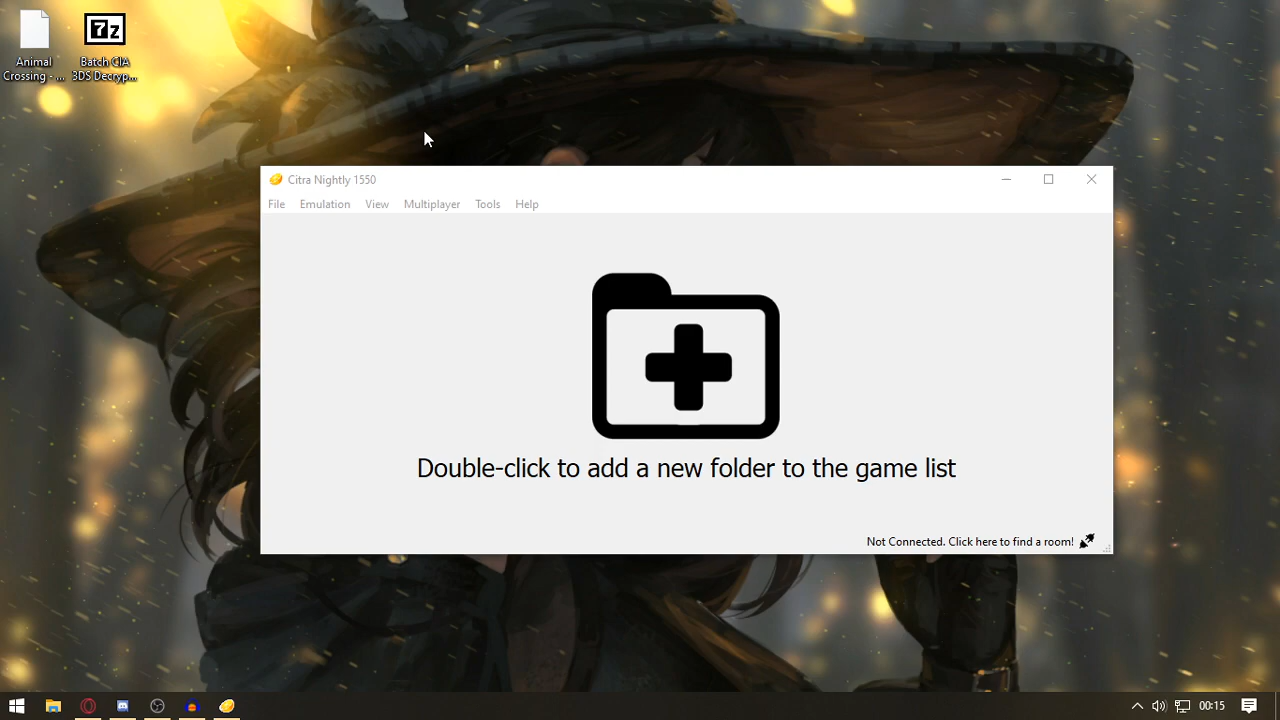 Animal
Crossing - ...
Batch CIA
3DS Decryp...
Citra Nightly 1550
File Emulation View Multiplayer Tools Help
Double-click to add a new folder to the game list
Not Connected. Click here to find a room!
00:15